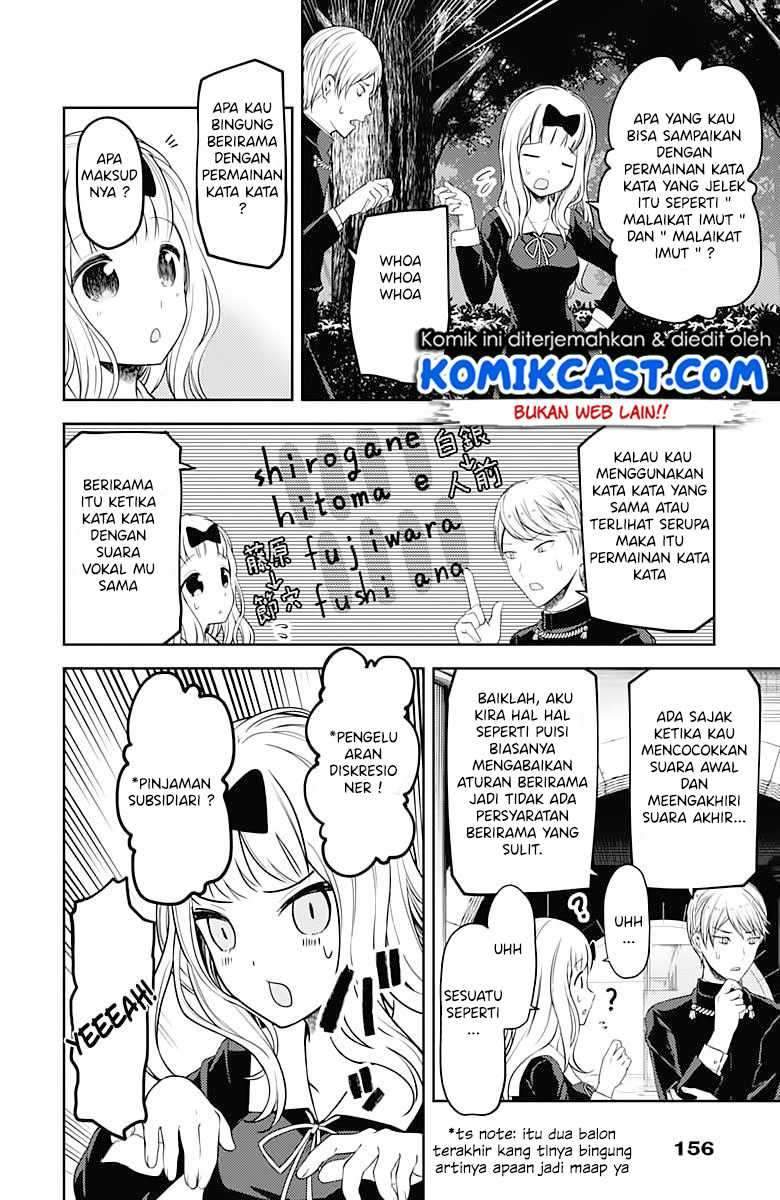 APA YANG KAU
BISA SAMPAIKAN
DENGAN
PERMAINAN KATA
KATA YANG JELEK
ITU SEPERTI "
MALAIKAT IMUT "
DAN " MALAIKAT
IMUT " ?
WHOA
WHOA
WHOA
APA KAU
BINGUNG
BERIRAMA
DENGAN
PERMAINAN
KATA KATA
?
APA
MAKSUD
NYA ?
Komik ini diterjemahkan & diedit oleh
KOMIKCAST.COM
BUKAN WEB LAIN!!
KALAU KAU
MENGGUNAKAN
KATA KATA YANG
SAMA ATAU
TERLIHAT SERUPA
MAKA ITU
PERMAINAN KATA
KATA
shirogane 白銀
↓
hitoma e 人前
藤原 fujiwara
↓
節穴 fushi ana
BERIRAMA
ITU KETIKA
KATA KATA
DENGAN
SUARA
VOKAL MU
SAMA
ADA SAJAK
KETIKA KAU
MENCOCOKKAN
SUARA AWAL
DAN
MEENGAKHIRI
SUARA AKHIR...
BAIKLAH, AKU
KIRA HAL HAL
SEPERTI PUISI
BIASANYA
MENGABAIKAN
ATURAN BERIRAMA
JADI TIDAK ADA
PERSYARATAN
BERIRAMA YANG
SULIT.
UHH
...
?
?
UHH
SESUATU
SEPERTI
...
*PENGELU
ARAN
DISKRESIO
NER !
*PINJAMAN
SUBSIDIARI ?
YEEEAH!
*ts note: itu dua balon
terakhir kang tlnya bingung
artinya apaan jadi maap ya
156